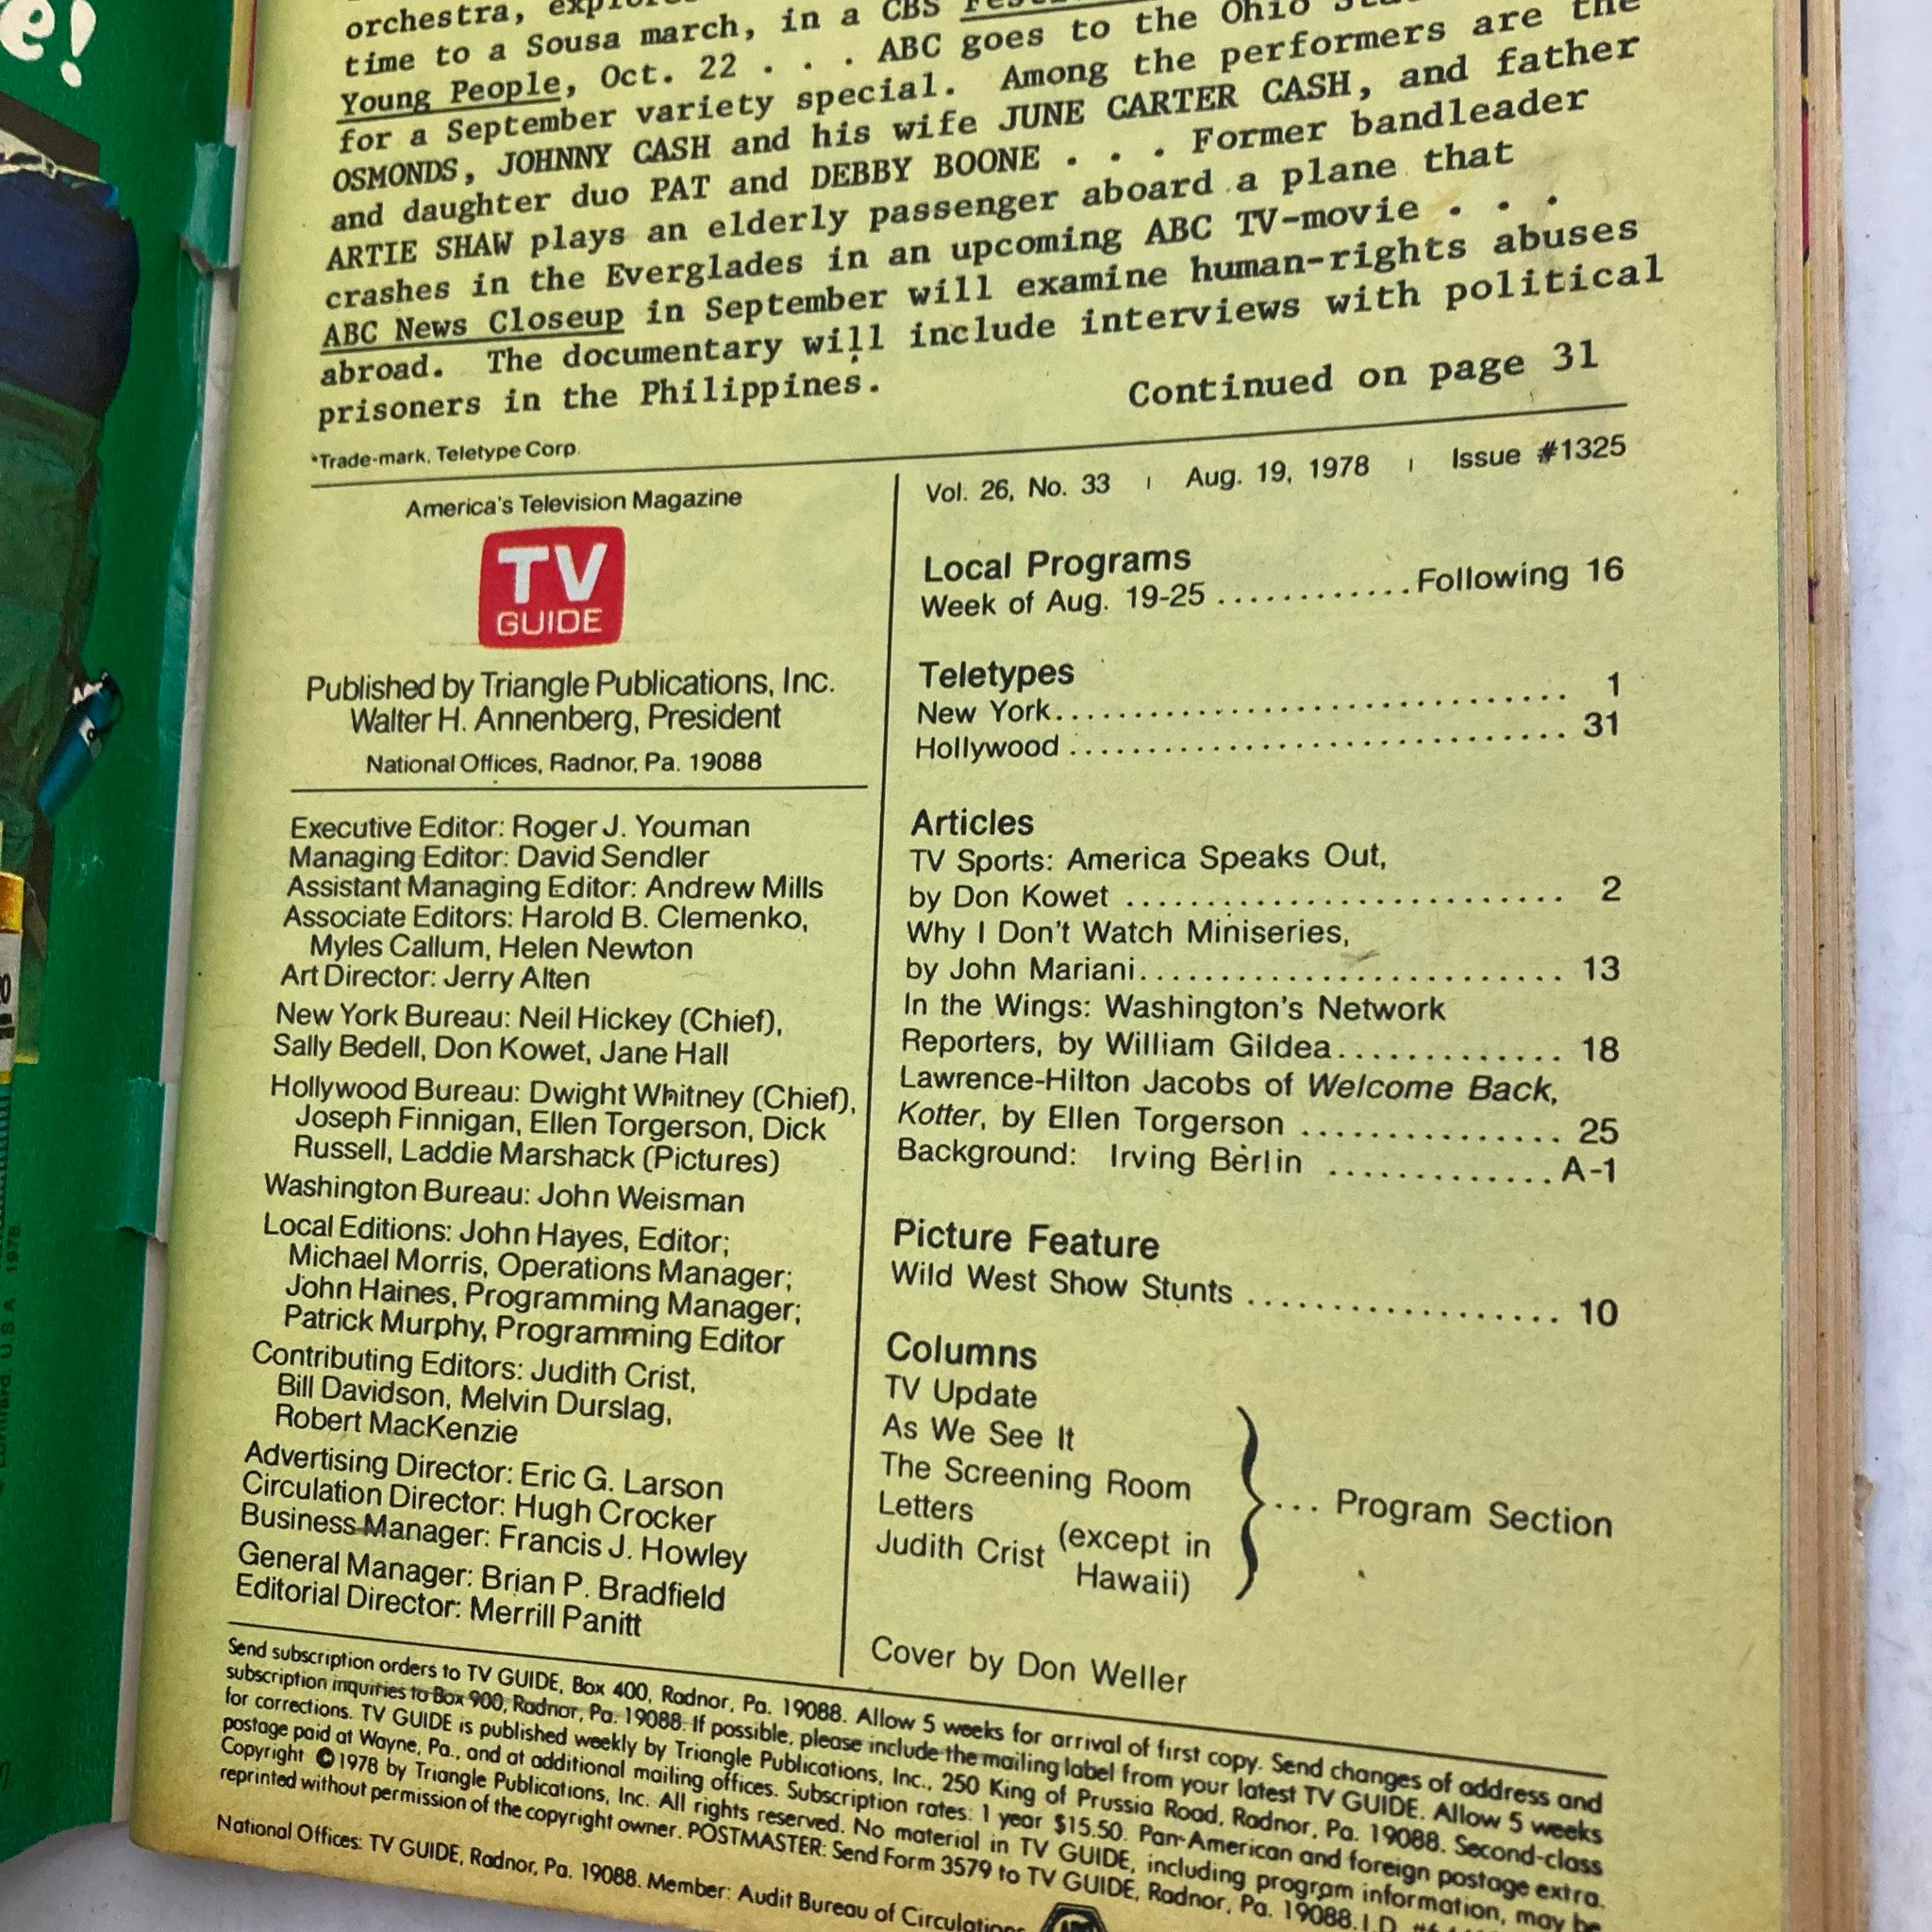 e!
orchestra,
time to a Sousa march, in a CBS
Young People, Oct. 22 . . . ABC goes to the Ohio
for a September variety special. Among the performers are the
OSMONDS, JOHNNY CASH and his wife JUNE CARTER CASH, and father
and daughter duo PAT and DEBBY BOONE . . . Former bandleader
ARTIE SHAW plays an elderly passenger aboard a plane that
crashes in the Everglades in an upcoming ABC TV-movie . . .
ABC News Closeup in September will examine human-rights abuses
abroad. The documentary will include interviews with political
prisoners in the Philippines.
Continued on page 31
*Trade-mark, Teletype Corp.
America's Television Magazine
TV
GUIDE
Published by Triangle Publications, Inc.
Walter H. Annenberg, President
National Offices, Radnor, Pa. 19088
Executive Editor: Roger J. Youman
Managing Editor: David Sendler
Assistant Managing Editor: Andrew Mills
Associate Editors: Harold B. Clemenko,
Myles Callum, Helen Newton
Art Director: Jerry Alten
New York Bureau: Neil Hickey (Chief),
Sally Bedell, Don Kowet, Jane Hall
Hollywood Bureau: Dwight Whitney (Chief),
Joseph Finnigan, Ellen Torgerson, Dick
Russell, Laddie Marshack (Pictures)
Washington Bureau: John Weisman
Local Editions: John Hayes, Editor;
Michael Morris, Operations Manager;
John Haines, Programming Manager;
Patrick Murphy, Programming Editor
Contributing Editors: Judith Crist,
Bill Davidson, Melvin Durslag,
Robert MacKenzie
Advertising Director: Eric G. Larson
Circulation Director: Hugh Crocker
Business Manager: Francis J. Howley
General Manager: Brian P. Bradfield
Editorial Director: Merrill Panitt
Vol. 26, No. 33 | Aug. 19, 1978 | Issue #1325
Local Programs
Week of Aug. 19-25 ............Following 16
Teletypes
New York................................ 1
Hollywood ............................... 31
Articles
TV Sports: America Speaks Out,
by Don Kowet ........................... 2
Why I Don't Watch Miniseries,
by John Mariani.......................... 13
In the Wings: Washington's Network
Reporters, by William Gildea............. 18
Lawrence-Hilton Jacobs of Welcome Back,
Kotter, by Ellen Torgerson ............... 25
Background: Irving Berlin .............A-1
Picture Feature
Wild West Show Stunts ................... 10
Columns
TV Update
As We See It
The Screening Room
Letters
Judith Crist (except in
Hawaii)
... Program Section
Cover by Don Weller
Send subscription orders to TV GUIDE, Box 400, Radnor, Pa. 19088. Allow 5 weeks for arrival of first copy. Send changes of address and
subscription inquiries to Box 900, Radnor, Pa. 19088. If possible, please include the mailing label from your latest TV GUIDE. Allow 5 weeks
for corrections. TV GUIDE is published weekly by Triangle Publications, Inc., 250 King of Prussia Road, Radnor, Pa. 19088. Second-class
postage paid at Wayne, Pa., and at additional mailing offices. Subscription rates: 1 year $15.50. Pan-American and foreign postage extra.
Copyright ©1978 by Triangle Publications, Inc. All rights reserved. No material in TV GUIDE, including program information, may be
reprinted without permission of the copyright owner. POSTMASTER: Send Form 3579 to TV GUIDE, Radnor, Pa. 19088. I.D.
National Offices: TV GUIDE, Radnor, Pa. 19088. Member: Audit Bureau of Circulations
U.S.A. 1978